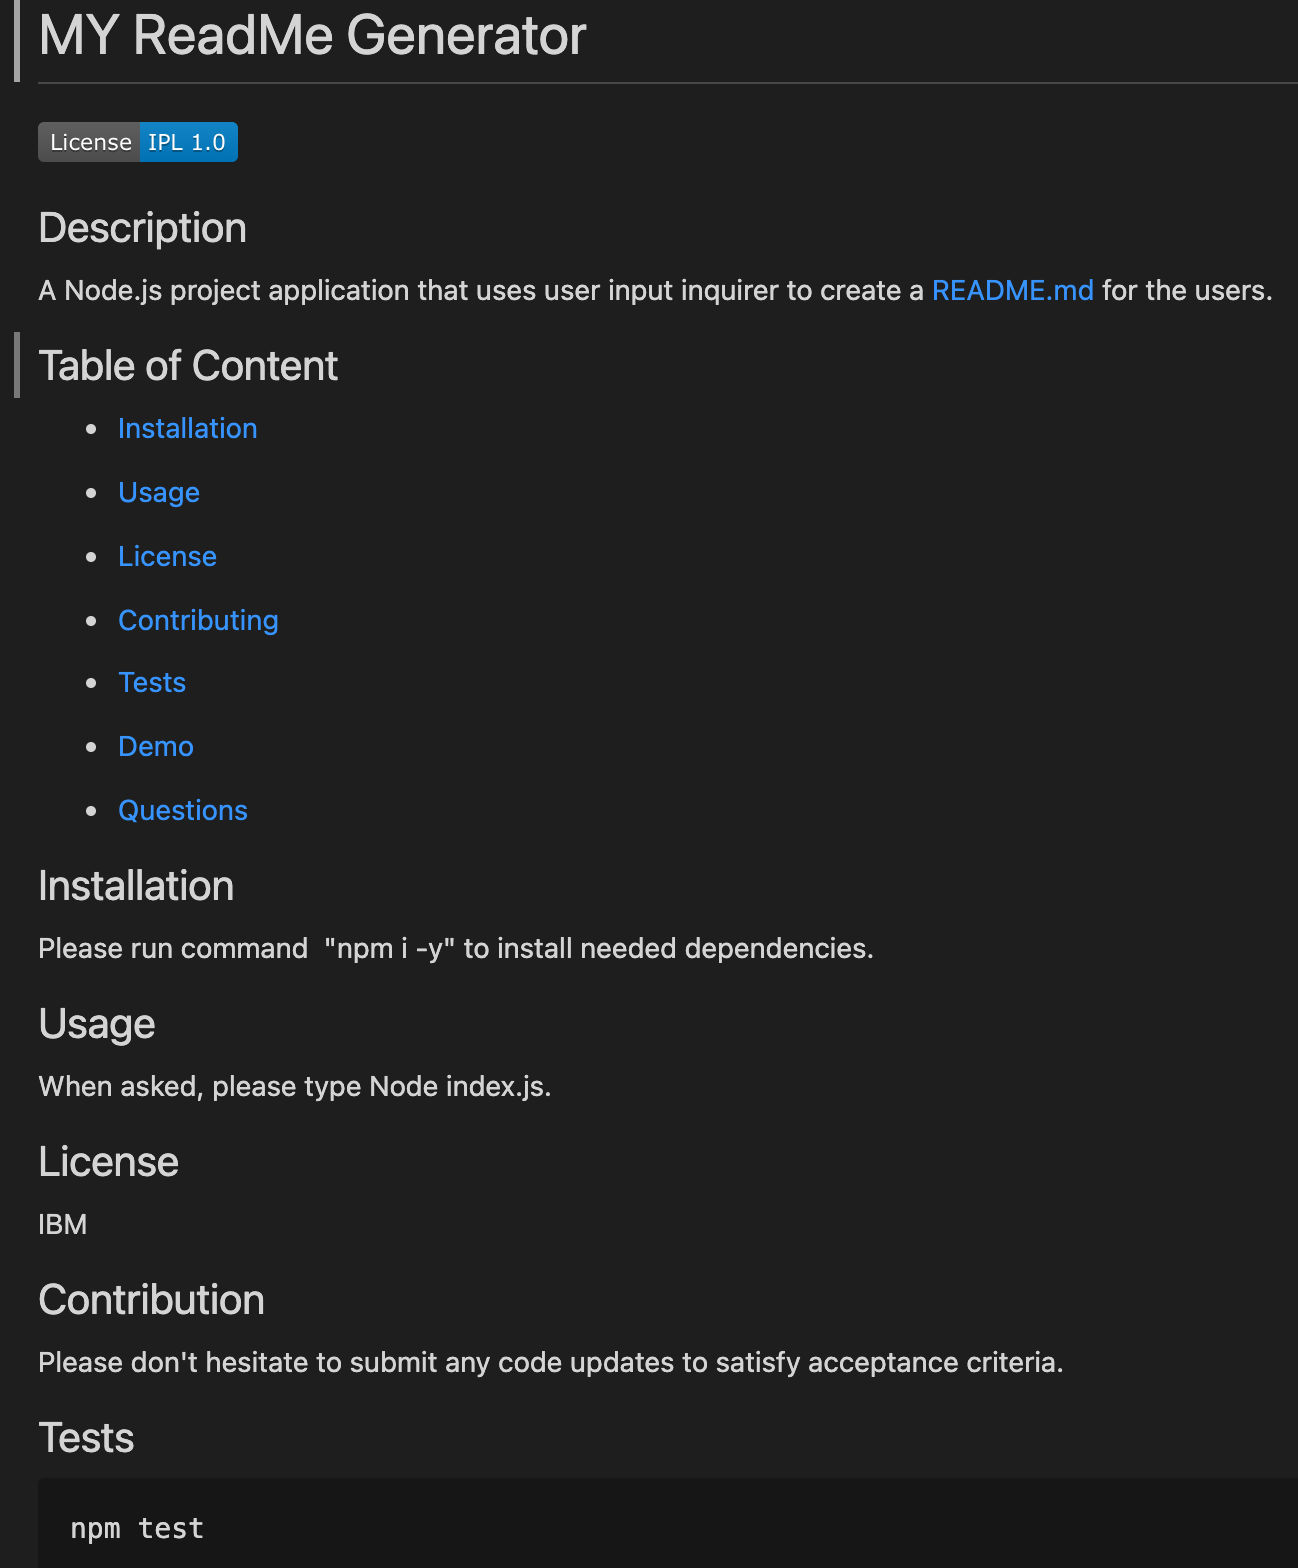 MY ReadMe Generator
License IPL 1.0
Description
A Node.js project application that uses user input inquirer to create a README.md for the users.
Table of Content
Installation
Usage
License
Contributing
Tests
Demo
Questions
Installation
Please run command "npm i -y" to install needed dependencies.
Usage
When asked, please type Node index.js.
License
IBM
Contribution
Please don't hesitate to submit any code updates to satisfy acceptance criteria.
Tests
npm test